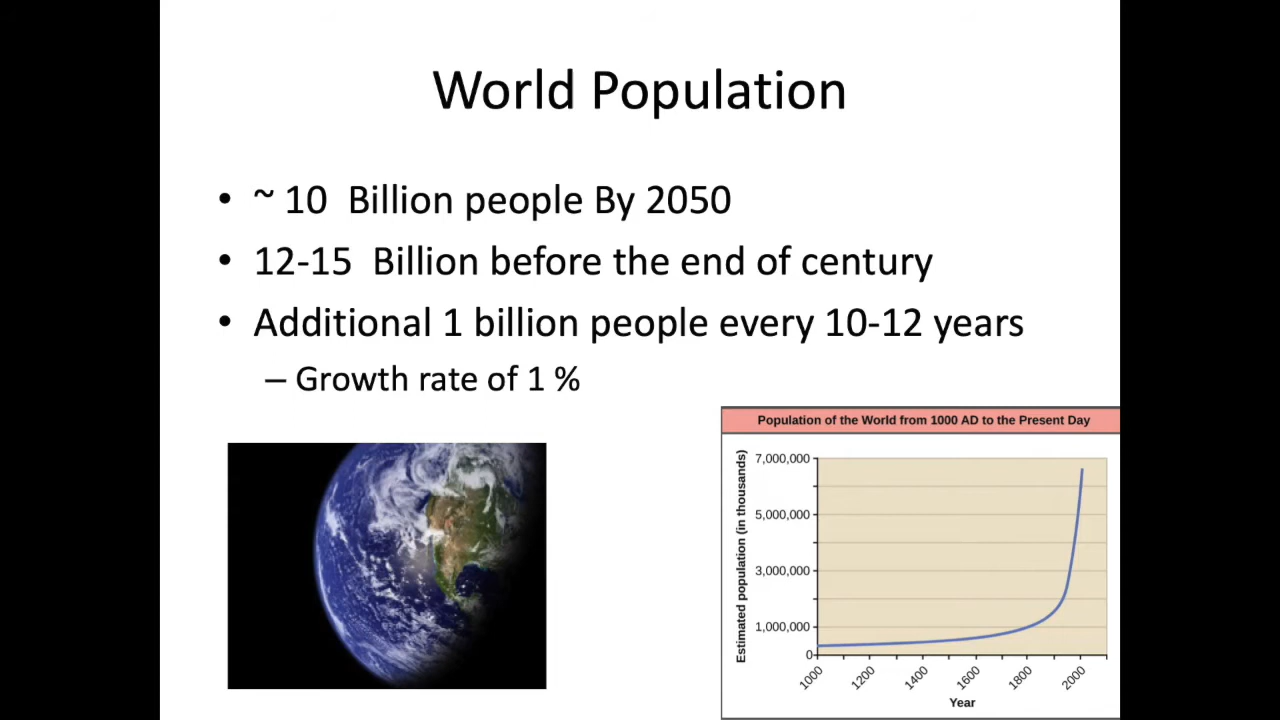 World Population
• ~ 10 Billion people By 2050
• 12-15 Billion before the end of century
• Additional 1 billion people every 10-12 years
– Growth rate of 1 %
Population of the World from 1000 AD to the Present Day
Estimated population (in thousands)
7,000,000
5,000,000
3,000,000
1,000,000
0
1000 1200 1400 1600 1800 2000
Year